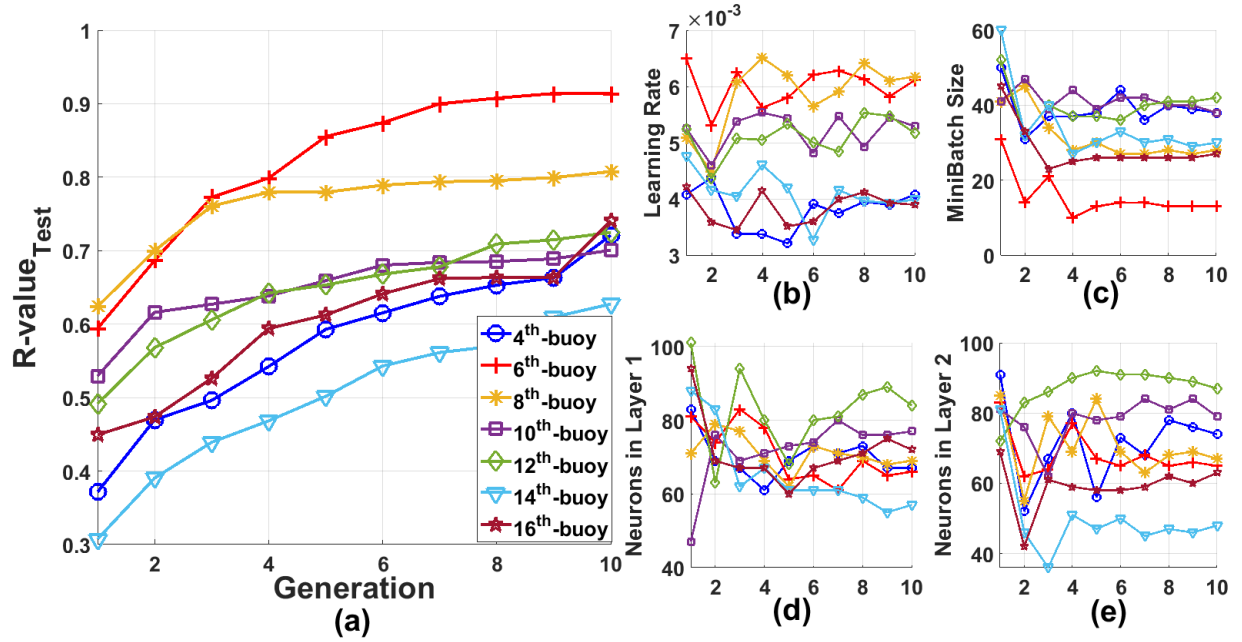 1
0.9
0.8
0.7
0.6
0.5
0.4
0.3
R-value_Test
2
4
6
8
10
Generation
(a)
4th-buoy
6th-buoy
8th-buoy
10th-buoy
12th-buoy
14th-buoy
16th-buoy
×10^-3
7
6
5
4
3
Learning Rate
2
4
6
8
10
(b)
60
40
20
0
MiniBatch Size
2
4
6
8
10
(c)
100
80
60
40
Neurons in Layer 1
2
4
6
8
10
(d)
100
80
60
40
Neurons in Layer 2
2
4
6
8
10
(e)